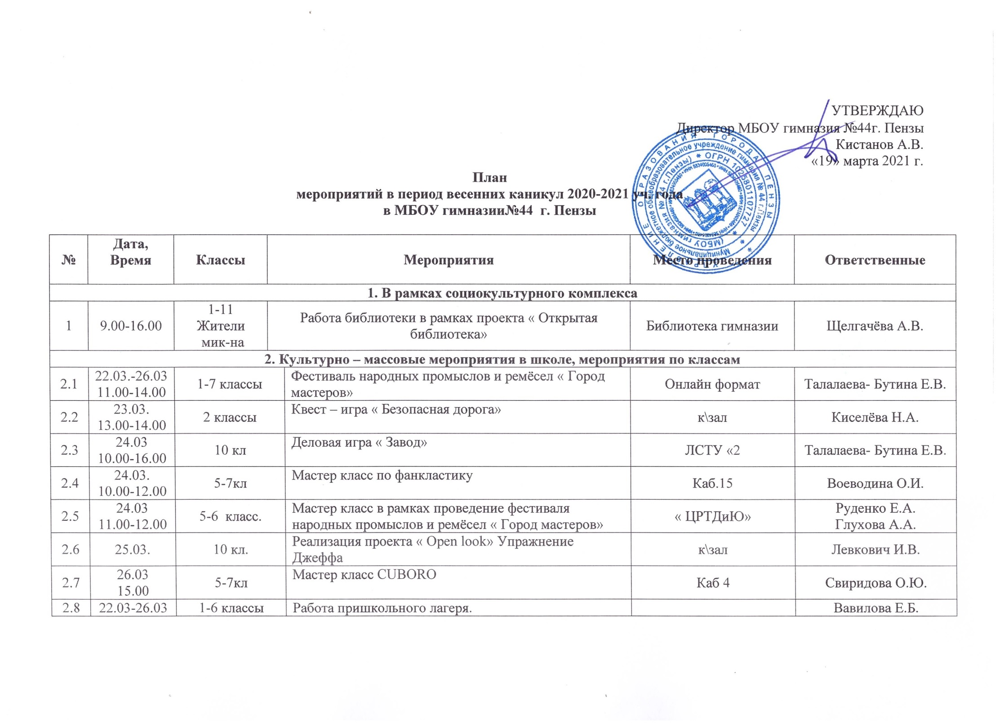 УТВЕРЖДАЮ
Директор МБОУ гимназия №44г. Пензы
Кистанов А.В.
«19» марта 2021 г.
План
мероприятий в период весенних каникул 2020-2021 уч. года
в МБОУ гимназии№44 г. Пензы
УПРАВЛЕНИЕ ОБРАЗОВАНИЯ ГОРОДА ПЕНЗЫ *
Муниципальное бюджетное общеобразовательное учреждение гимназия № 44 г.Пензы *
(МБОУ гимназия № 44 г.Пензы) * ОГРН 1025801107727 *
ИНН 5834005460 • ИНН 5834005460 • ИНН 5834005460 • ИНН 5834005460 • ИНН 5834005460
№ Дата, Время Классы Мероприятия Место проведения Ответственные
1. В рамках социокультурного комплекса
1 9.00-16.00 1-11
Жители
мик-на
Работа библиотеки в рамках проекта « Открытая
библиотека»
Библиотека гимназии Щелгачёва А.В.
2. Культурно – массовые мероприятия в школе, мероприятия по классам
2.1 22.03.-26.03
11.00-14.00
1-7 классы
Фестиваль народных промыслов и ремёсел « Город
мастеров»
Онлайн формат Талалаева- Бутина Е.В.
2.2 23.03.
13.00-14.00
2 классы Квест – игра « Безопасная дорога» к\зал Киселёва Н.А.
2.3 24.03
10.00-16.00
10 кл Деловая игра « Завод» ЛСТУ «2 Талалаева- Бутина Е.В.
2.4 24.03.
10.00-12.00
5-7кл Мастер класс по фанкластику Каб.15 Воеводина О.И.
2.5 24.03
11.00-12.00
5-6 класс.
Мастер класс в рамках проведение фестиваля
народных промыслов и ремёсел « Город мастеров»
« ЦРТДиЮ» Руденко Е.А.
Глухова А.А.
2.6 25.03. 10 кл.
Реализация проекта « Open look» Упражнение
Джеффа
к\зал Левкович И.В.
2.7 26.03
15.00
5-7кл Мастер класс CUBORO Каб 4 Свиридова О.Ю.
2.8 22.03-26.03 1-6 классы Работа пришкольного лагеря. Вавилова Е.Б.